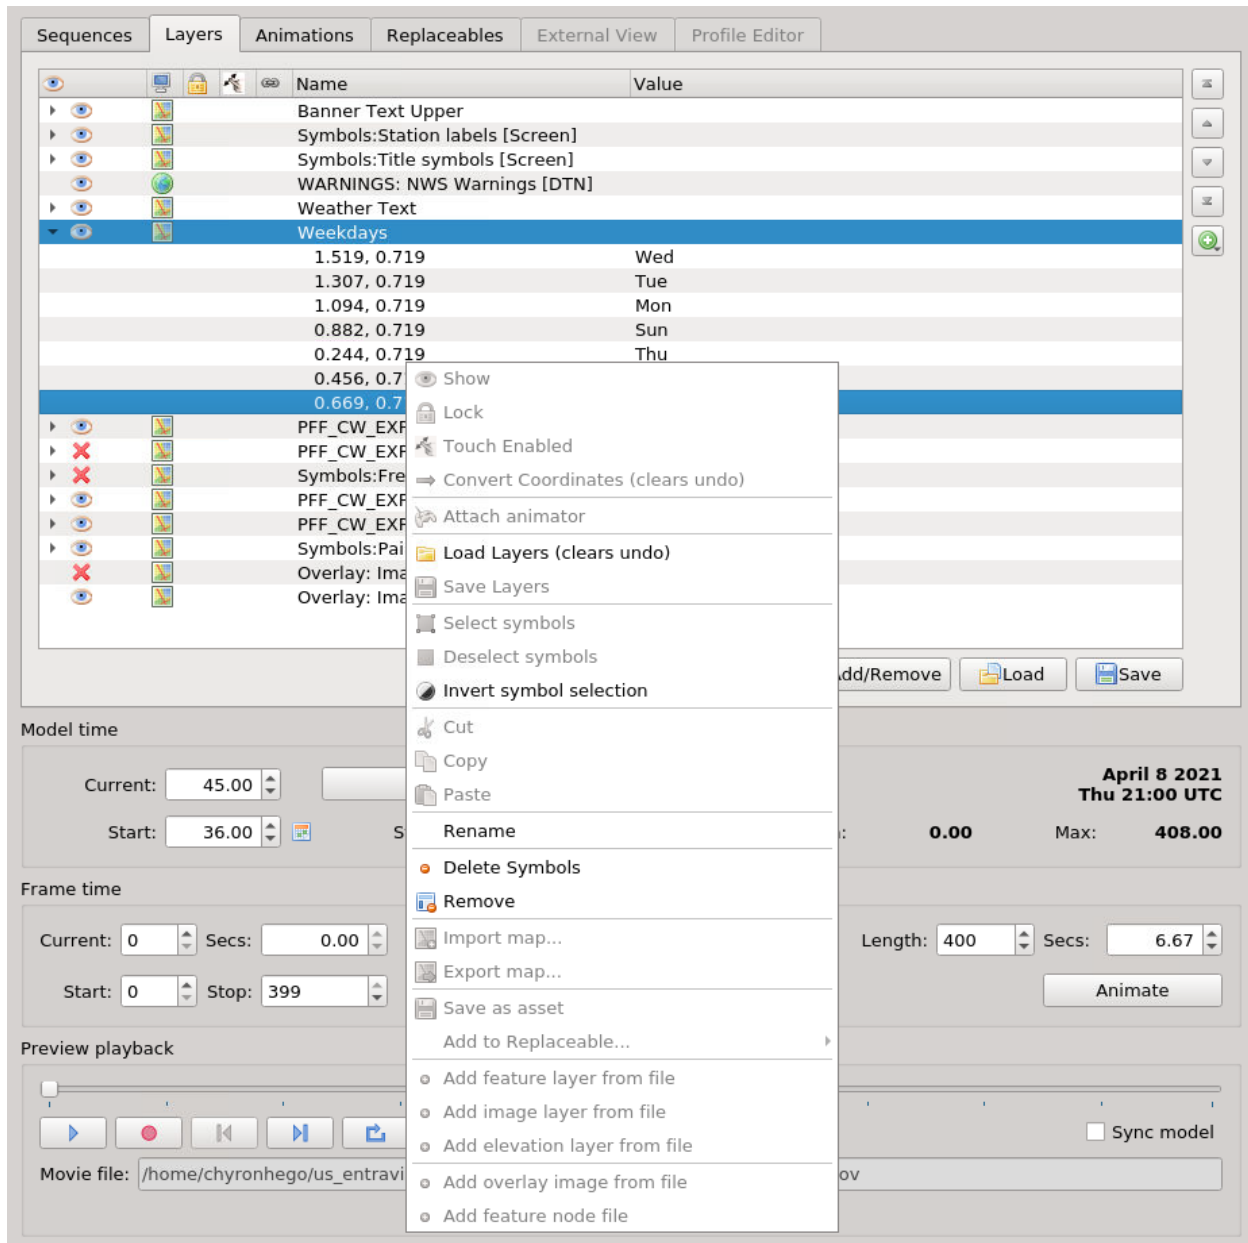 Sequences Layers Animations Replaceables External View Profile Editor
Name Value
Banner Text Upper
Symbols:Station labels [Screen]
Symbols:Title symbols [Screen]
WARNINGS: NWS Warnings [DTN]
Weather Text
Weekdays
1.519, 0.719 Wed
1.307, 0.719 Tue
1.094, 0.719 Mon
0.882, 0.719 Sun
0.244, 0.719 Thu
0.456, 0.7
0.669, 0.7
PFF_CW_EXF
PFF_CW_EXF
Symbols:Fre
PFF_CW_EXF
PFF_CW_EXF
Symbols:Pai
Overlay: Ima
Overlay: Ima
Show
Lock
Touch Enabled
Convert Coordinates (clears undo)
Attach animator
Load Layers (clears undo)
Save Layers
Select symbols
Deselect symbols
Invert symbol selection
Cut
Copy
Paste
Rename
Delete Symbols
Remove
Import map...
Export map...
Save as asset
Add to Replaceable...
Add feature layer from file
Add image layer from file
Add elevation layer from file
Add overlay image from file
Add feature node file
Add/Remove Load Save
Model time
Current: 45.00
April 8 2021
Thu 21:00 UTC
Start: 36.00 S : 0.00 Max: 408.00
Frame time
Current: 0 Secs: 0.00 Length: 400 Secs: 6.67
Start: 0 Stop: 399 Animate
Preview playback
Sync model
Movie file: /home/chyronhego/us_entravi ov